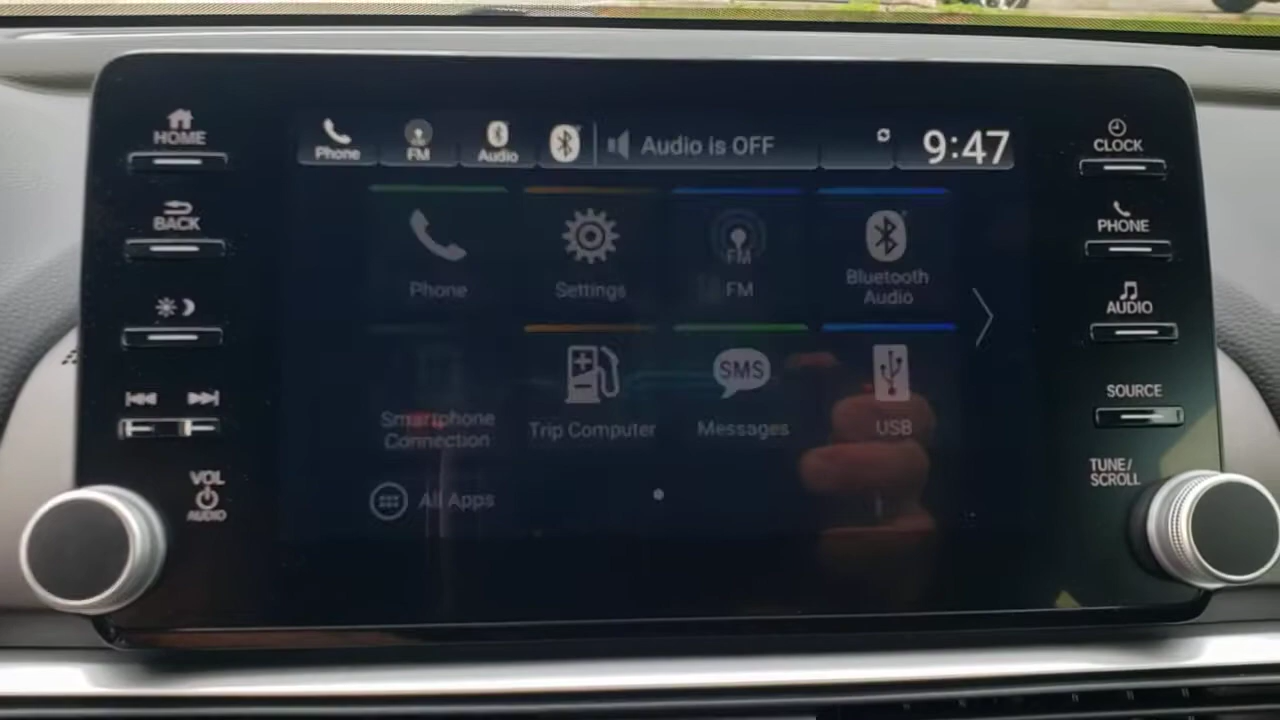 HOME
BACK
VOL
AUDIO
Phone
FM
Audio
Audio is OFF
9:47
Phone
Settings
FM
FM
Bluetooth
Audio
Smartphone
Connection
Trip Computer
SMS
Messages
USB
All Apps
CLOCK
PHONE
AUDIO
SOURCE
TUNE/
SCROLL